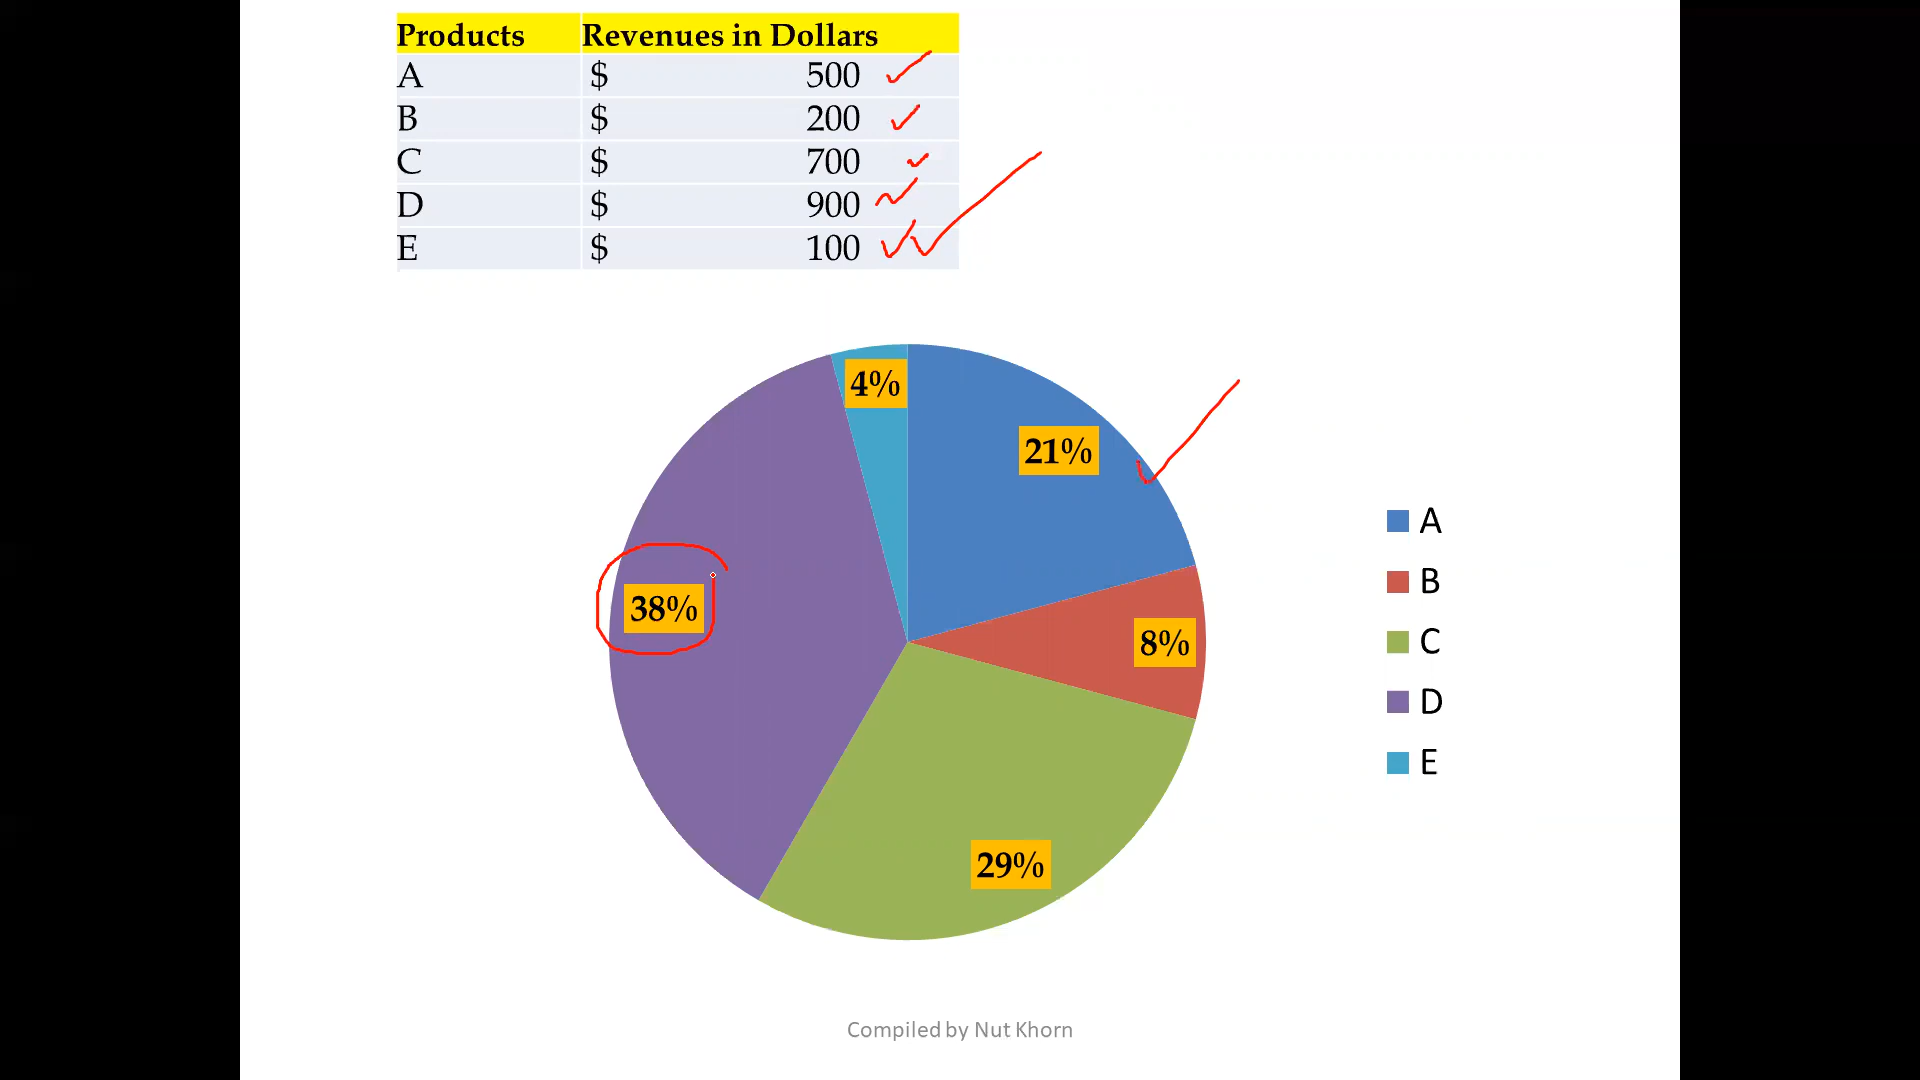 Products Revenues in Dollars
A $ 500
B $ 200
C $ 700
D $ 900
E $ 100
4%
21%
38%
8%
29%
A
B
C
D
E
Compiled by Nut Khorn